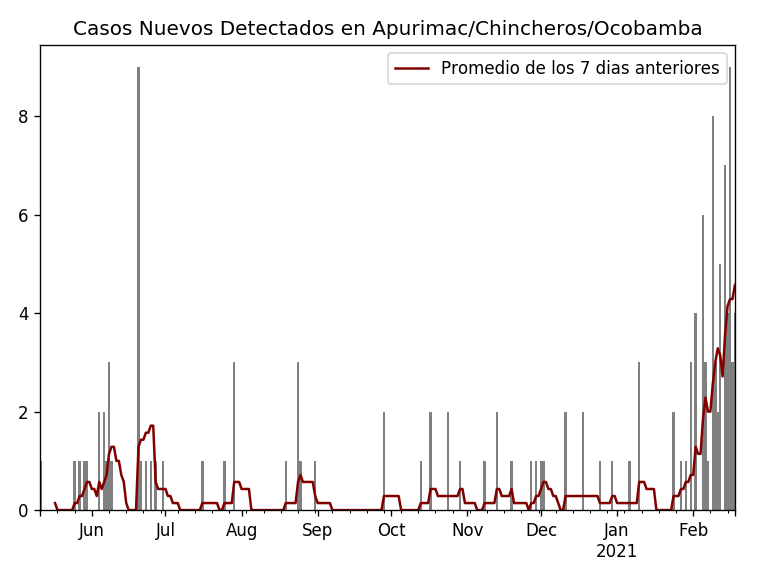 Casos Nuevos Detectados en Apurimac/Chincheros/Ocobamba
Promedio de los 7 dias anteriores
8
6
4
2
0
Jun Jul Aug Sep Oct Nov Dec Jan Feb
2021